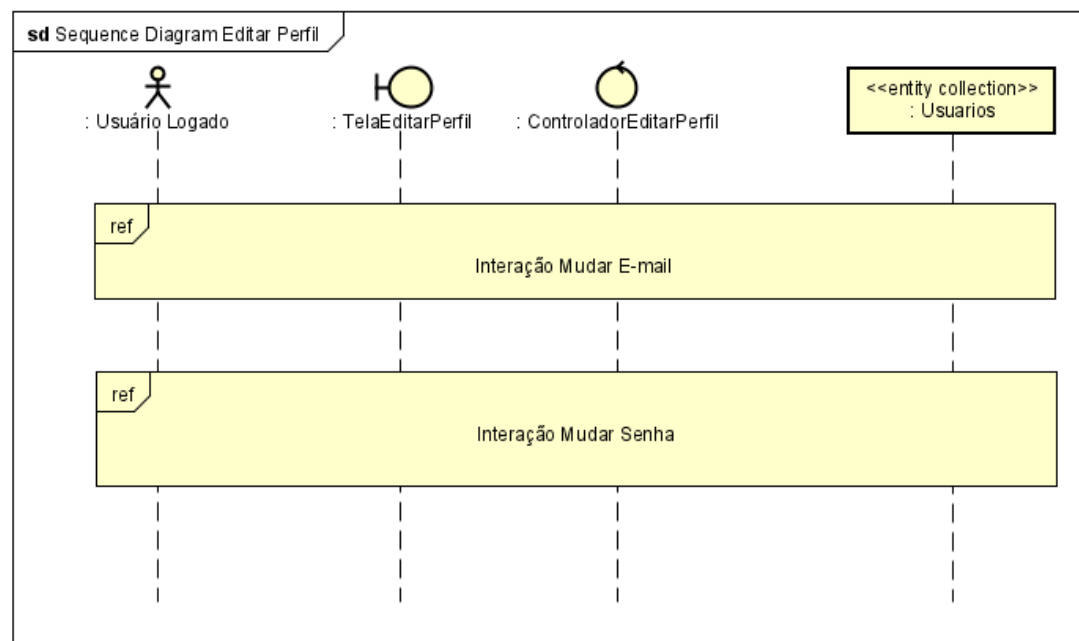 sd Sequence Diagram Editar Perfil
: Usuário Logado
: TelaEditarPerfil
: ControladorEditarPerfil
<<entity collection>>
: Usuarios
ref
Interação Mudar E-mail
ref
Interação Mudar Senha